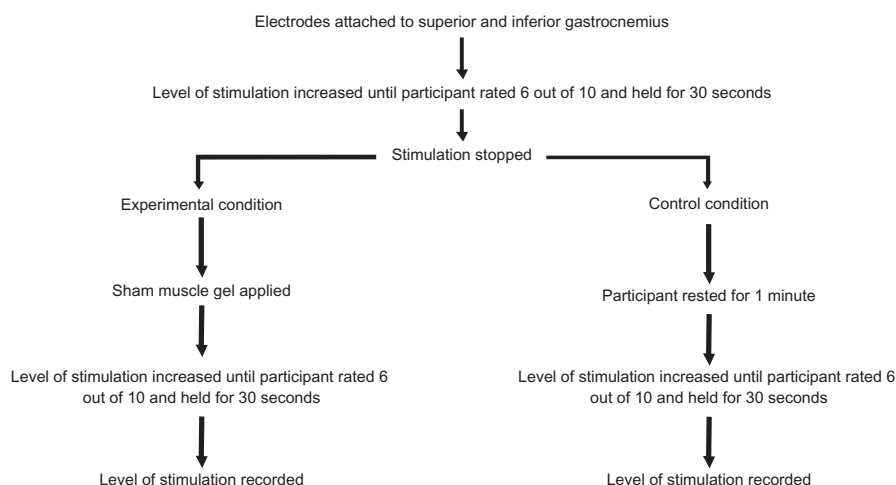 Electrodes attached to superior and inferior gastrocnemius
Level of stimulation increased until participant rated 6 out of 10 and held for 30 seconds
Stimulation stopped
Experimental condition
Sham muscle gel applied
Level of stimulation increased until participant rated 6
out of 10 and held for 30 seconds
Level of stimulation recorded
Control condition
Participant rested for 1 minute
Level of stimulation increased until participant rated 6
out of 10 and held for 30 seconds
Level of stimulation recorded